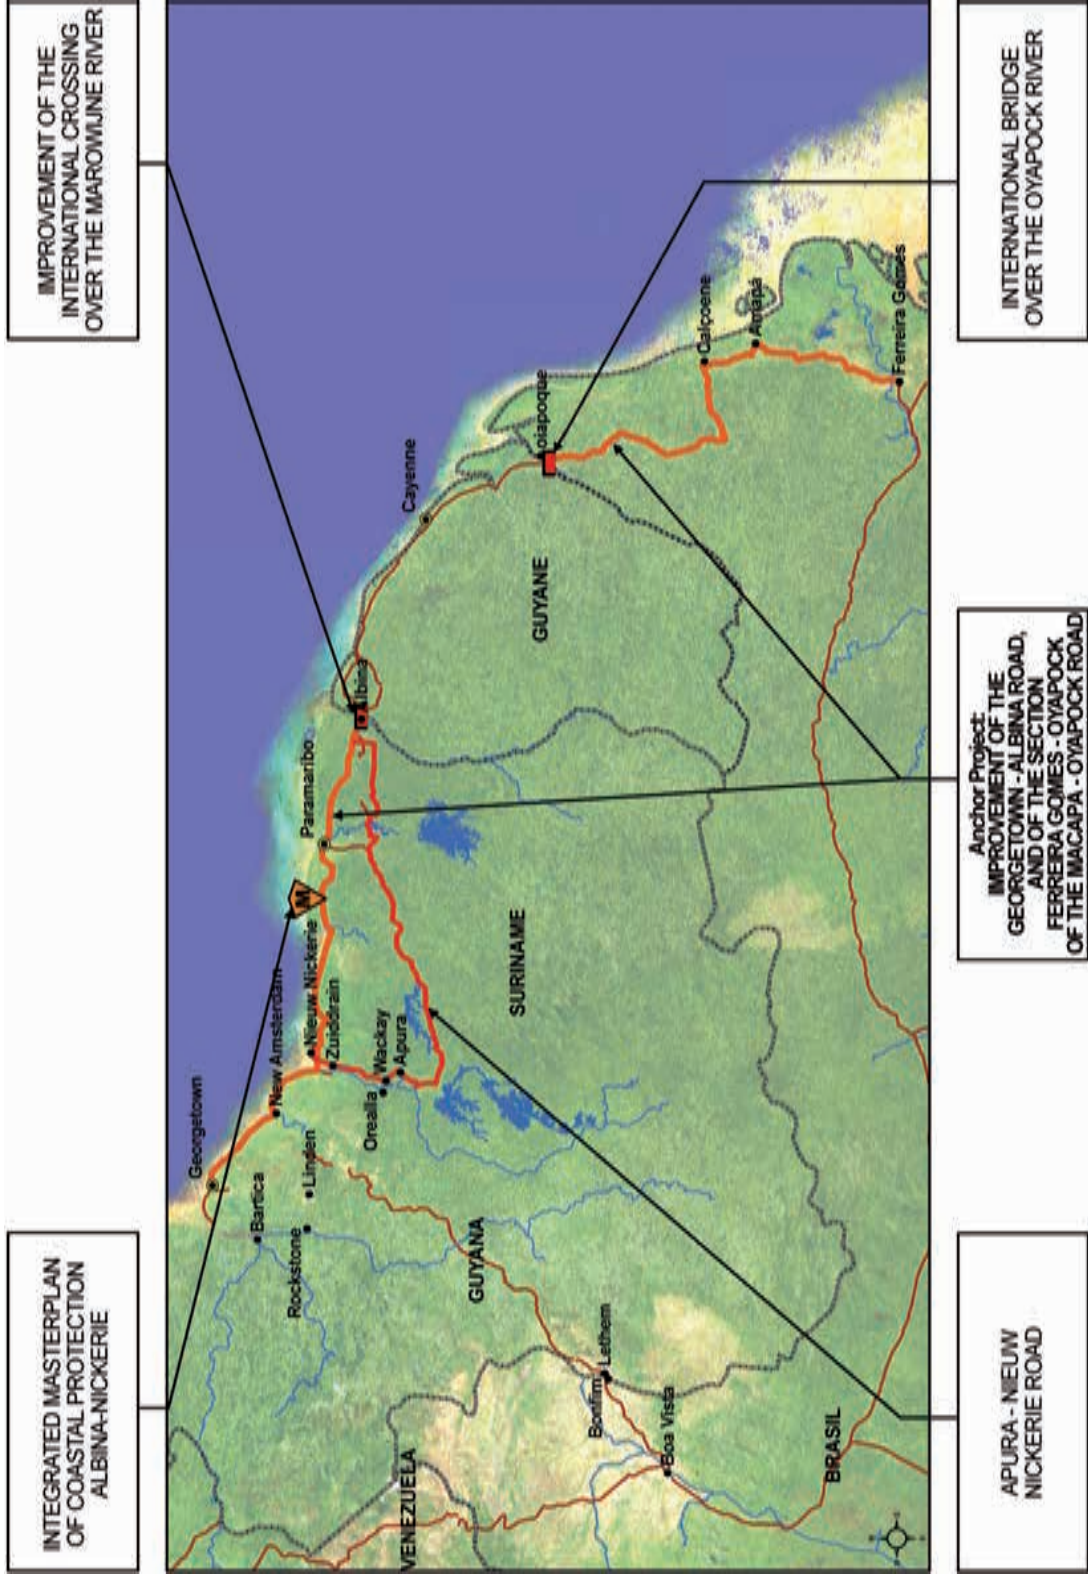 INTEGRATED MASTERPLAN
OF COASTAL PROTECTION
ALBINA-NICKERIE
IMPROVEMENT OF THE
INTERNATIONAL CROSSING
OVER THE MAROWIJNE RIVER
Georgetown
Bartica
Linden
Rockstone
New Amsterdam
Nieuw Nickerie
Zuiddrain
Orealla
Wackay
Apura
M
Paramaribo
Albina
Cayenne
oiapoque
Calçoene
Amapá
Ferreira Gomes
GUYANA
SURINAME
GUYANE
VENEZUELA
Bonfim
Lethem
Boa Vista
BRASIL
APURA - NIEUW
NICKERIE ROAD
Anchor Project:
IMPROVEMENT OF THE
GEORGETOWN - ALBINA ROAD,
AND OF THE SECTION
FERREIRA GOMES - OYAPOCK
OF THE MACAPA - OYAPOCK ROAD
INTERNATIONAL BRIDGE
OVER THE OYAPOCK RIVER